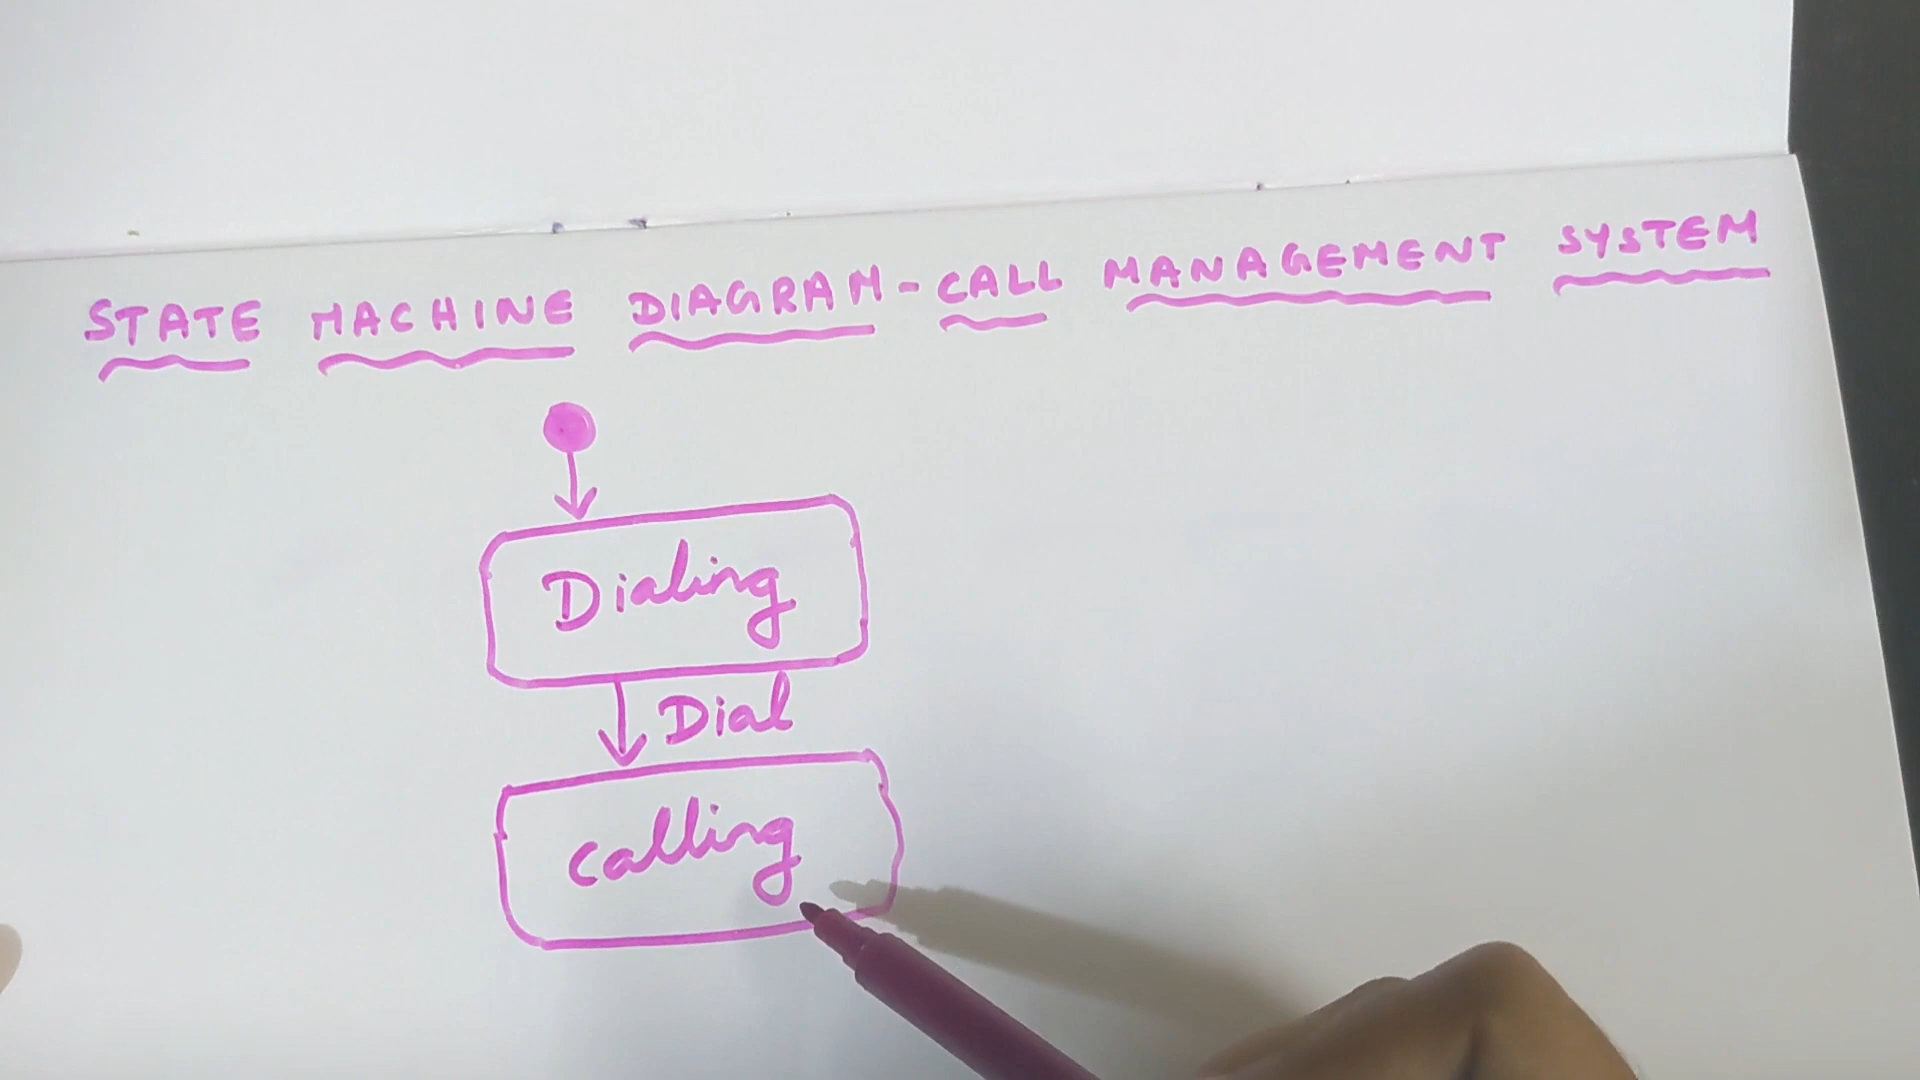 STATE MACHINE DIAGRAM - CALL MANAGEMENT SYSTEM
Dialing
Dial
Calling